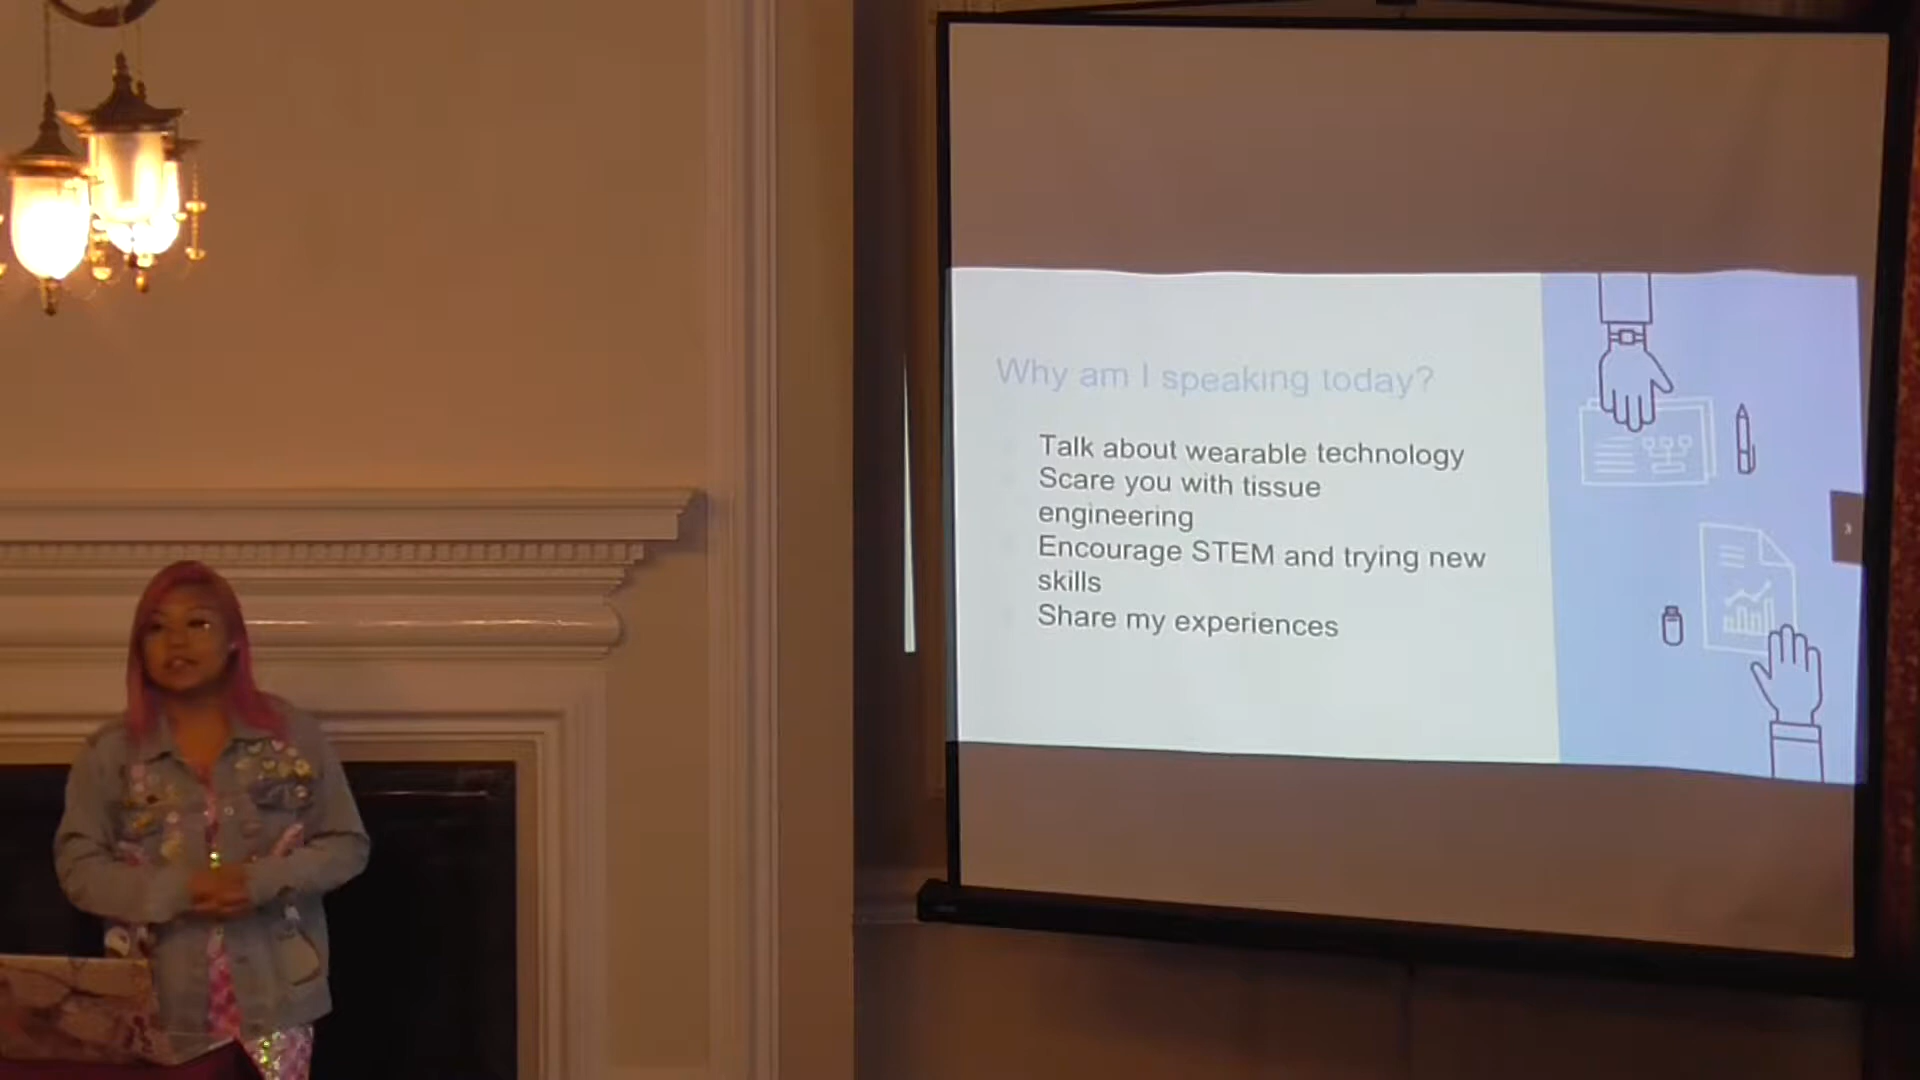 Why am I speaking today?
Talk about wearable technology
Scare you with tissue
engineering
Encourage STEM and trying new
skills
Share my experiences